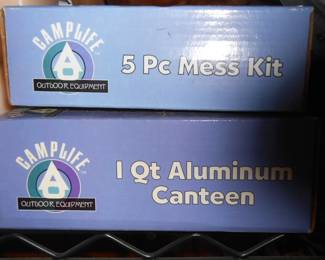 CAMPLIFE
OUTDOOR EQUIPMENT
5 Pc Mess Kit
CAMPLIFE
OUTDOOR EQUIPMENT
1 Qt Aluminum
Canteen